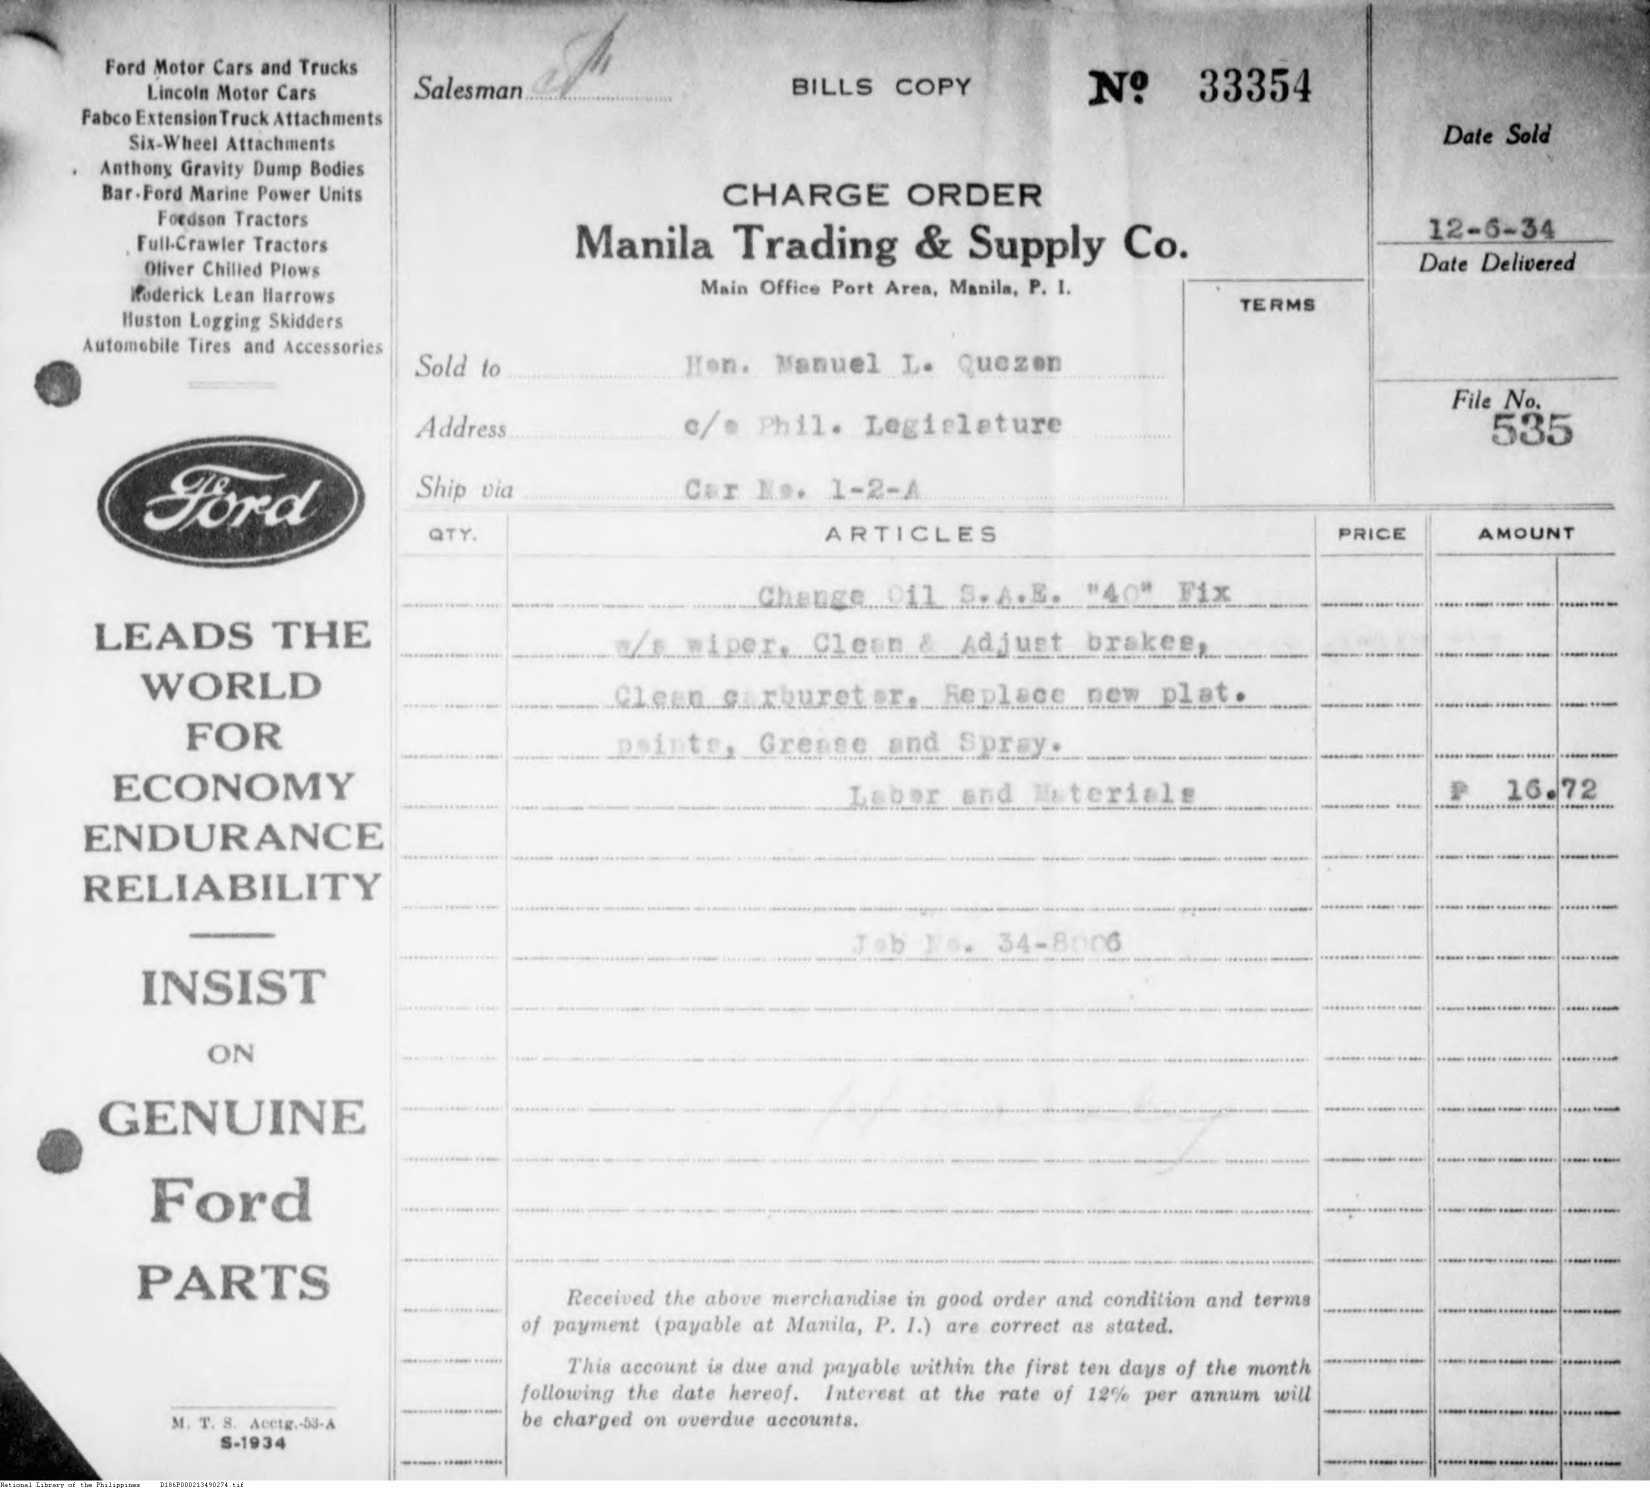 Ford Motor Cars and Trucks
Lincoln Motor Cars
Fabco Extension Truck Attachments
Six-Wheel Attachments
Anthony Gravity Dump Bodies
Bar-Ford Marine Power Units
Fordson Tractors
Full-Crawler Tractors
Oliver Chilled Plows
Roderick Lean Harrows
Huston Logging Skidders
Automobile Tires and Accessories
Ford
LEADS THE
WORLD
FOR
ECONOMY
ENDURANCE
RELIABILITY
INSIST
ON
GENUINE
Ford
PARTS
M. T. S. Acctg.-53-A
S-1934
Salesman
BILLS COPY
No. 33354
CHARGE ORDER
Manila Trading & Supply Co.
Main Office Port Area, Manila, P. I.
TERMS
Date Sold
12-6-34
Date Delivered
File No.
535
Sold to Hon. Manuel L. Quezon
Address c/o Phil. Legislature
Ship via Car No. 1-2-A
QTY. ARTICLES PRICE AMOUNT
Change Oil S.A.E. "40" Fix
w/s wiper, Clean & Adjust brakes,
Clean carburetor, Replace new plat.
points, Grease and Spray.
Labor and Materials ₱ 16.72
Job No. 34-8006
Received the above merchandise in good order and condition and terms
of payment (payable at Manila, P. I.) are correct as stated.
This account is due and payable within the first ten days of the month
following the date hereof. Interest at the rate of 12% per annum will
be charged on overdue accounts.
National Library of the Philippines D186P000213490274.tif